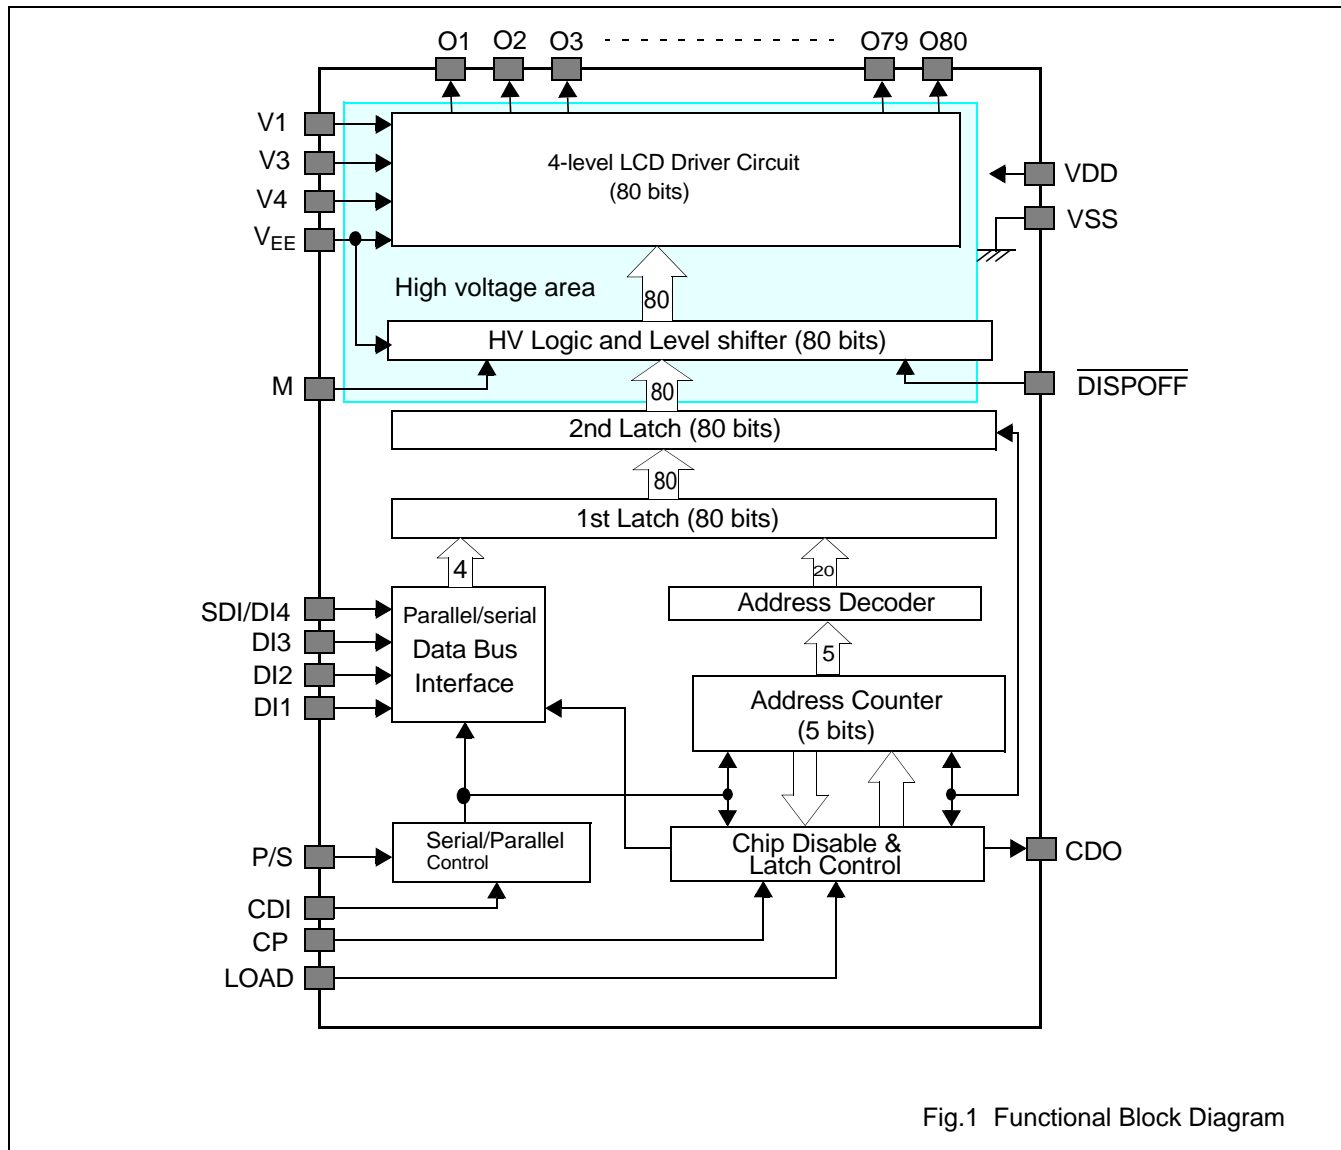 O1 O2 O3 O79 O80
V1
V3
V4
VEE
4-level LCD Driver Circuit
(80 bits)
VDD
VSS
High voltage area
80
HV Logic and Level shifter (80 bits)
M
DISPOFF
80
2nd Latch (80 bits)
80
1st Latch (80 bits)
4
20
SDI/DI4
DI3
DI2
DI1
Parallel/serial
Data Bus
Interface
Address Decoder
5
Address Counter
(5 bits)
P/S
CDI
CP
LOAD
Serial/Parallel
Control
Chip Disable &
Latch Control
CDO
Fig.1 Functional Block Diagram